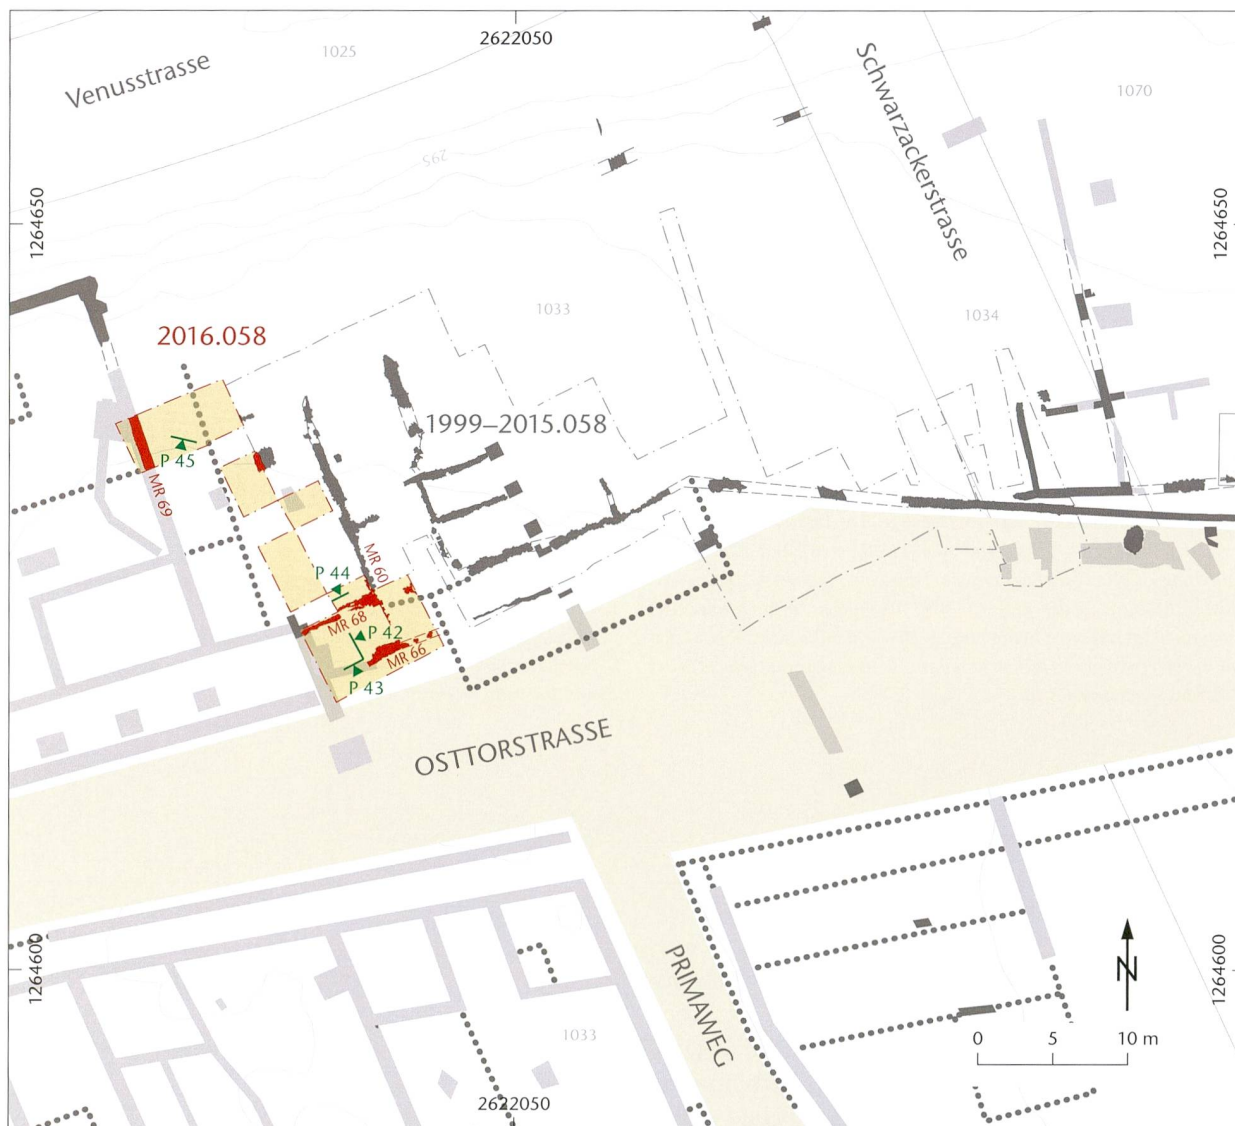 2622050
1025
Venusstrasse
Schwarzackerstrasse
1070
295
1264650
1264650
1033
1034
2016.058
1999–2015.058
P 45
MR 69
P 44
MR 60
MR 68
P 42
MR 66
P 43
OSTTORSTRASSE
PRIMAWEG
1264600
1264600
N
1033
0 5 10 m
2622050